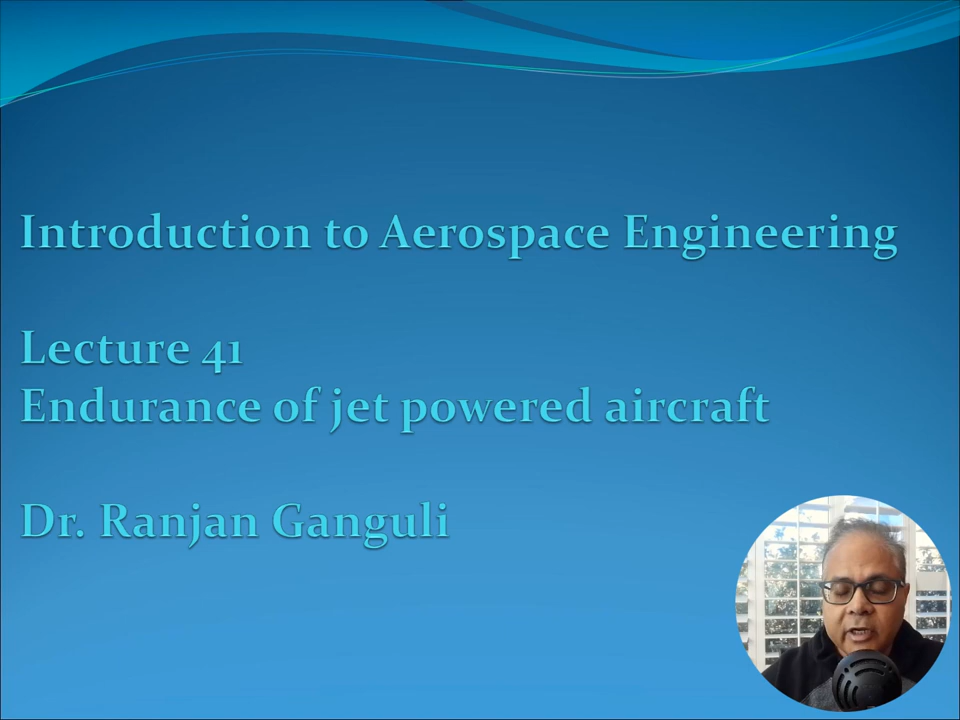 Introduction to Aerospace Engineering
Lecture 41
Endurance of jet powered aircraft
Dr. Ranjan Ganguli